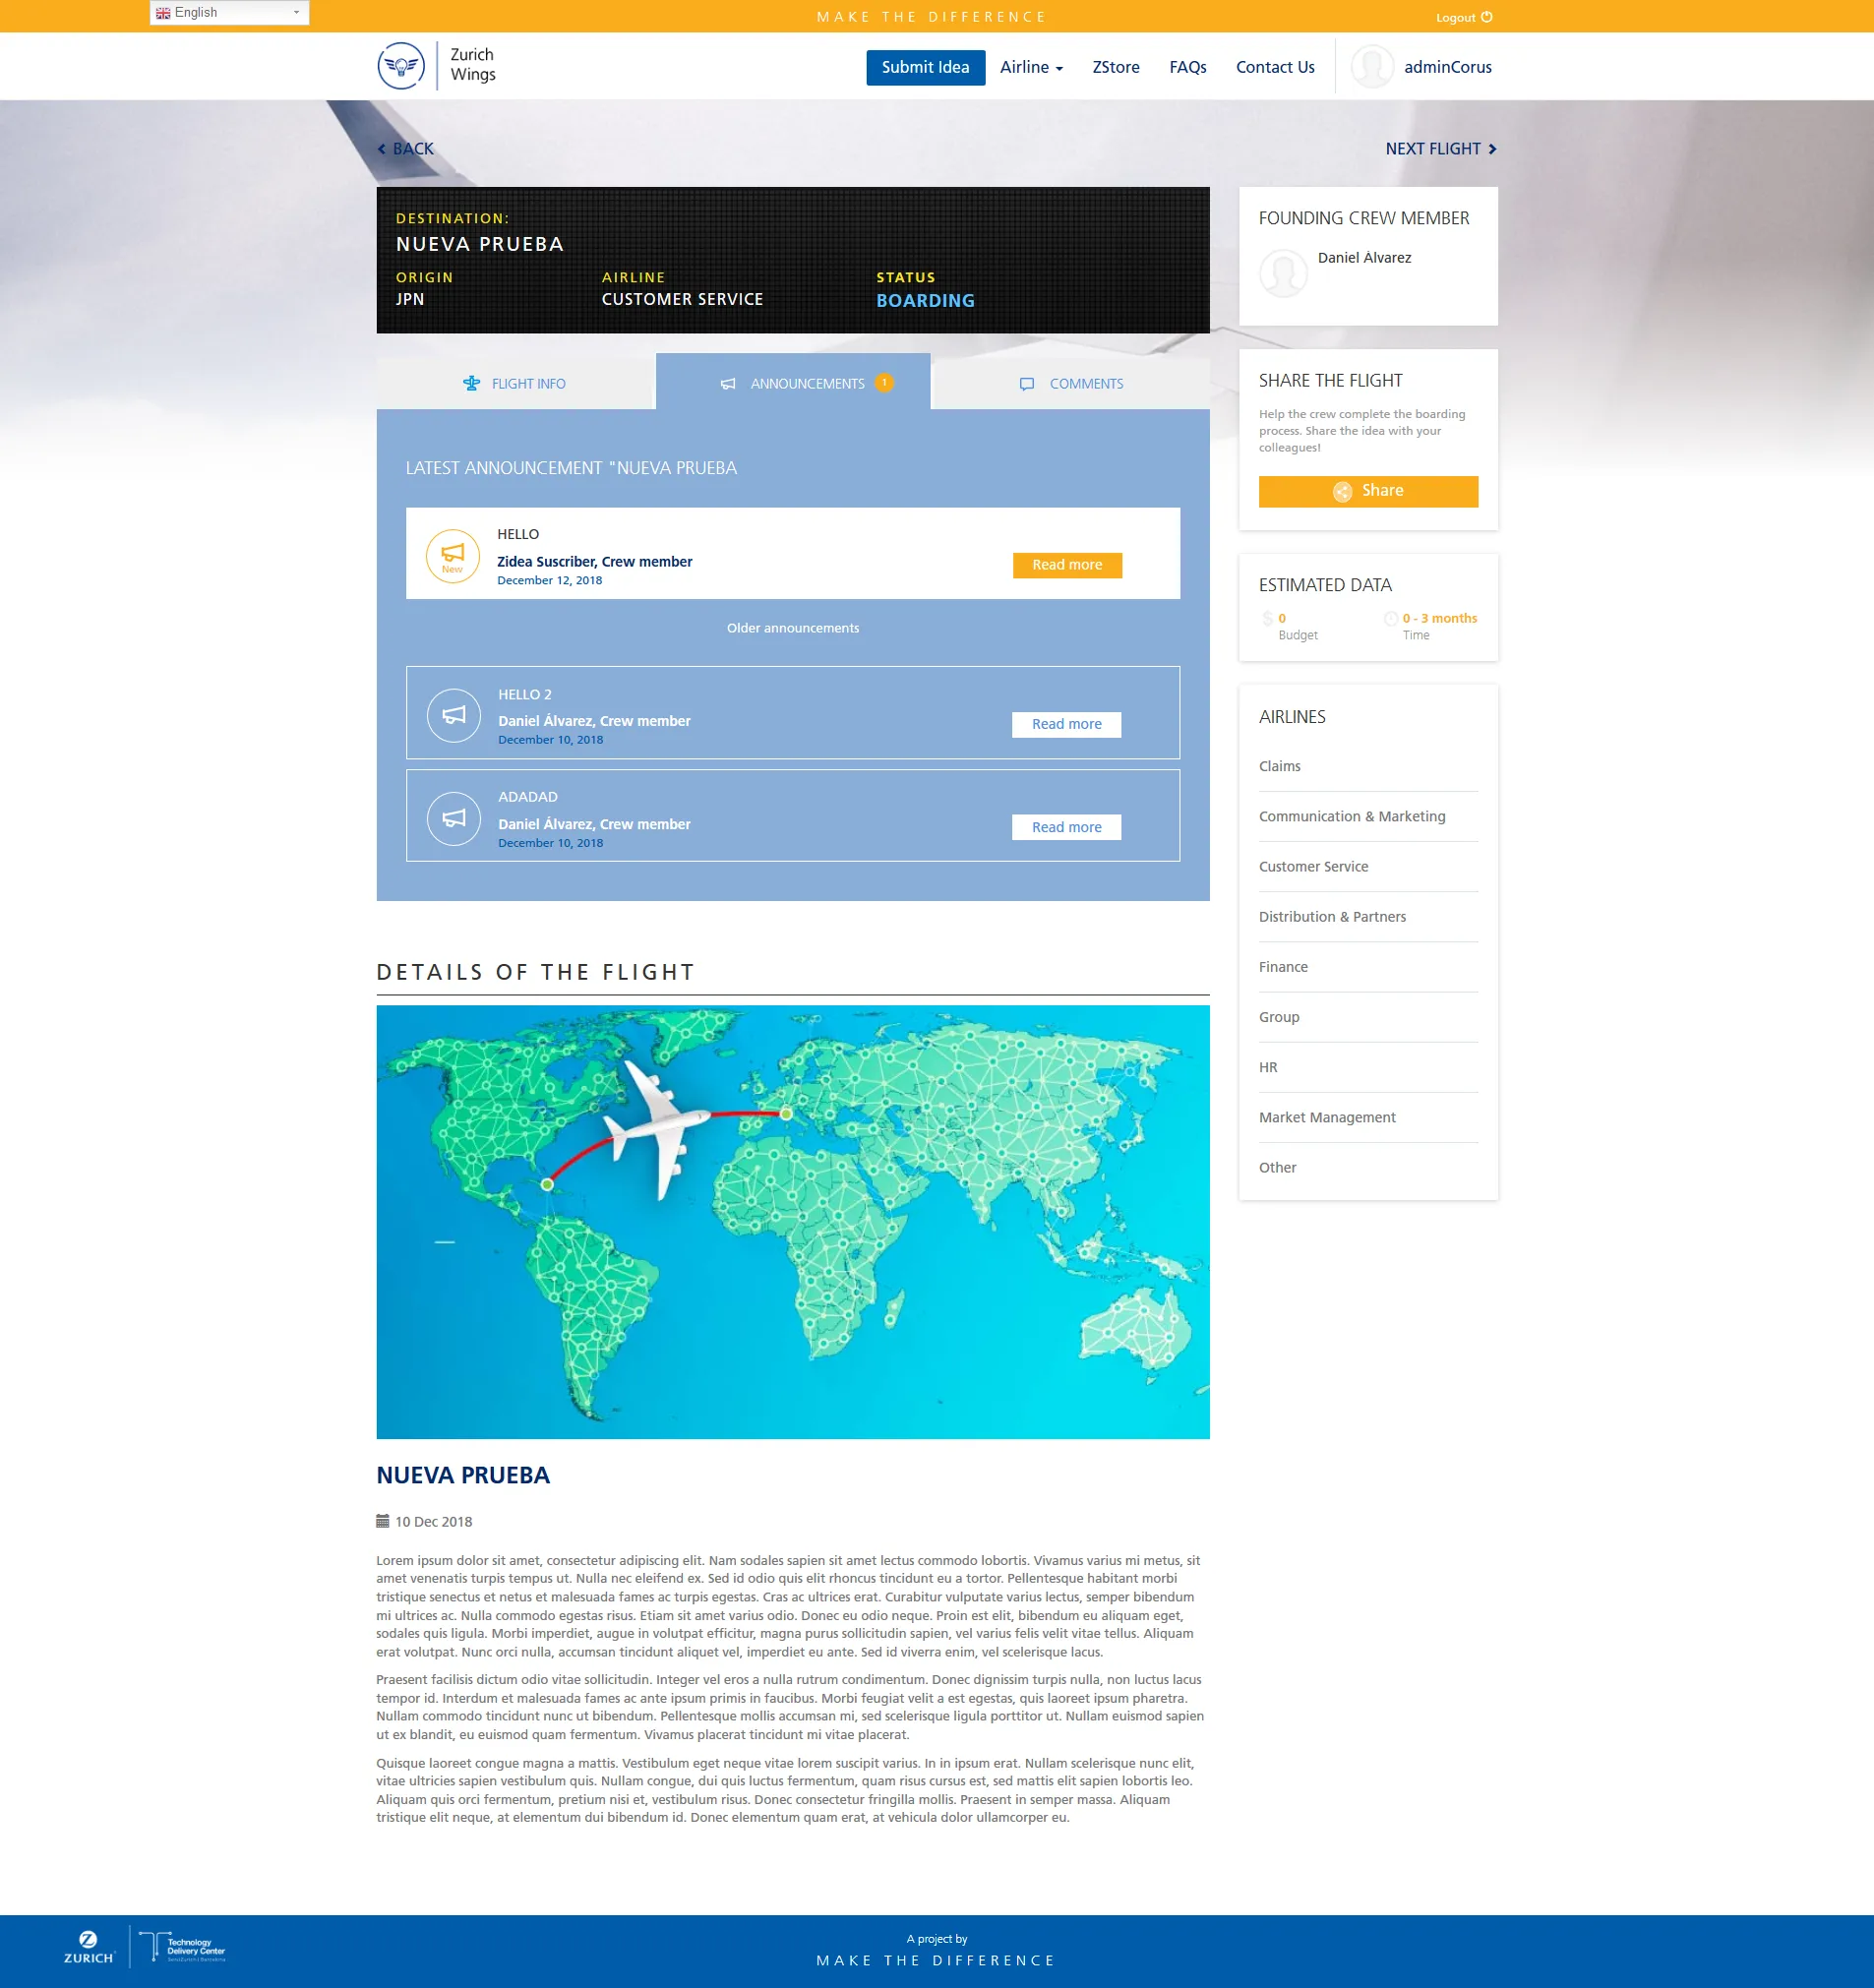 English
MAKE THE DIFFERENCE
Logout
Zurich
Wings
Submit Idea
Airline
ZStore
FAQs
Contact Us
adminCorus
BACK
NEXT FLIGHT
DESTINATION:
NUEVA PRUEBA
ORIGIN
AIRLINE
STATUS
JPN
CUSTOMER SERVICE
BOARDING
FLIGHT INFO
ANNOUNCEMENTS 1
COMMENTS
LATEST ANNOUNCEMENT "NUEVA PRUEBA
HELLO
New
Zidea Suscriber, Crew member
December 12, 2018
Read more
Older announcements
HELLO 2
Daniel Álvarez, Crew member
December 10, 2018
Read more
ADADAD
Daniel Álvarez, Crew member
December 10, 2018
Read more
FOUNDING CREW MEMBER
Daniel Álvarez
SHARE THE FLIGHT
Help the crew complete the boarding
process. Share the idea with your
colleagues!
Share
ESTIMATED DATA
$ 0
Budget
0 - 3 months
Time
AIRLINES
Claims
Communication & Marketing
Customer Service
Distribution & Partners
Finance
Group
HR
Market Management
Other
DETAILS OF THE FLIGHT
NUEVA PRUEBA
10 Dec 2018
Lorem ipsum dolor sit amet, consectetur adipiscing elit. Nam sodales sapien sit amet lectus commodo lobortis. Vivamus varius mi metus, sit
amet venenatis turpis tempus ut. Nulla nec eleifend ex. Sed id odio quis elit rhoncus tincidunt eu a tortor. Pellentesque habitant morbi
tristique senectus et netus et malesuada fames ac turpis egestas. Cras ac ultrices erat. Curabitur vulputate varius lectus, semper bibendum
mi ultrices ac. Nulla commodo egestas risus. Etiam sit amet varius odio. Donec eu odio neque. Proin est elit, bibendum eu aliquam eget,
sodales quis ligula. Morbi imperdiet, augue in volutpat efficitur, magna purus sollicitudin sapien, vel varius felis velit vitae tellus. Aliquam
erat volutpat. Nunc orci nulla, accumsan tincidunt aliquet vel, imperdiet eu ante. Sed id viverra enim, vel scelerisque lacus.
Praesent facilisis dictum odio vitae sollicitudin. Integer vel eros a nulla rutrum condimentum. Donec dignissim turpis nulla, non luctus lacus
tempor id. Interdum et malesuada fames ac ante ipsum primis in faucibus. Morbi feugiat velit a est egestas, quis laoreet ipsum pharetra.
Nullam commodo tincidunt nunc ut bibendum. Pellentesque mollis accumsan mi, sed scelerisque ligula porttitor ut. Nullam euismod sapien
ut ex blandit, eu euismod quam fermentum. Vivamus placerat tincidunt mi vitae placerat.
Quisque laoreet congue magna a mattis. Vestibulum eget neque vitae lorem suscipit varius. In in ipsum erat. Nullam scelerisque nunc elit,
vitae ultricies sapien vestibulum quis. Nullam congue, dui quis luctus fermentum, quam risus cursus est, sed mattis elit sapien lobortis leo.
Aliquam quis orci fermentum, pretium nisi et, vestibulum risus. Donec consectetur fringilla mollis. Praesent in semper massa. Aliquam
tristique elit neque, at elementum dui bibendum id. Donec elementum quam erat, at vehicula dolor ullamcorper eu.
ZURICH
Technology
Delivery Center
A project by
MAKE THE DIFFERENCE